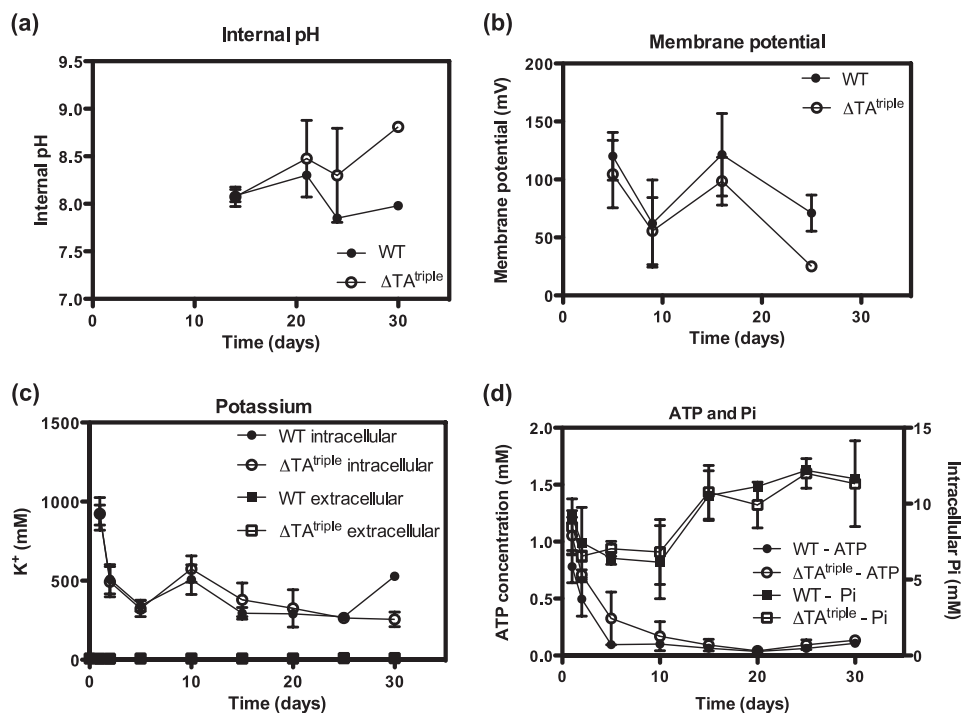 (a)
Internal pH
9.5
9.0
8.5
8.0
7.5
7.0
Internal pH
WT
ΔTA^triple
0
10
20
30
Time (days)
(b)
Membrane potential
200
150
100
50
0
Membrane potential (mV)
WT
ΔTA^triple
0
10
20
30
Time (days)
(c)
Potassium
1500
1000
500
0
K⁺ (mM)
WT intracellular
ΔTA^triple intracellular
WT extracellular
ΔTA^triple extracellular
0
10
20
30
Time (days)
(d)
ATP and Pi
2.0
1.5
1.0
0.5
0.0
ATP concentration (mM)
15
10
5
0
Intracellular Pi (mM)
WT - ATP
ΔTA^triple - ATP
WT - Pi
ΔTA^triple - Pi
0
10
20
30
Time (days)